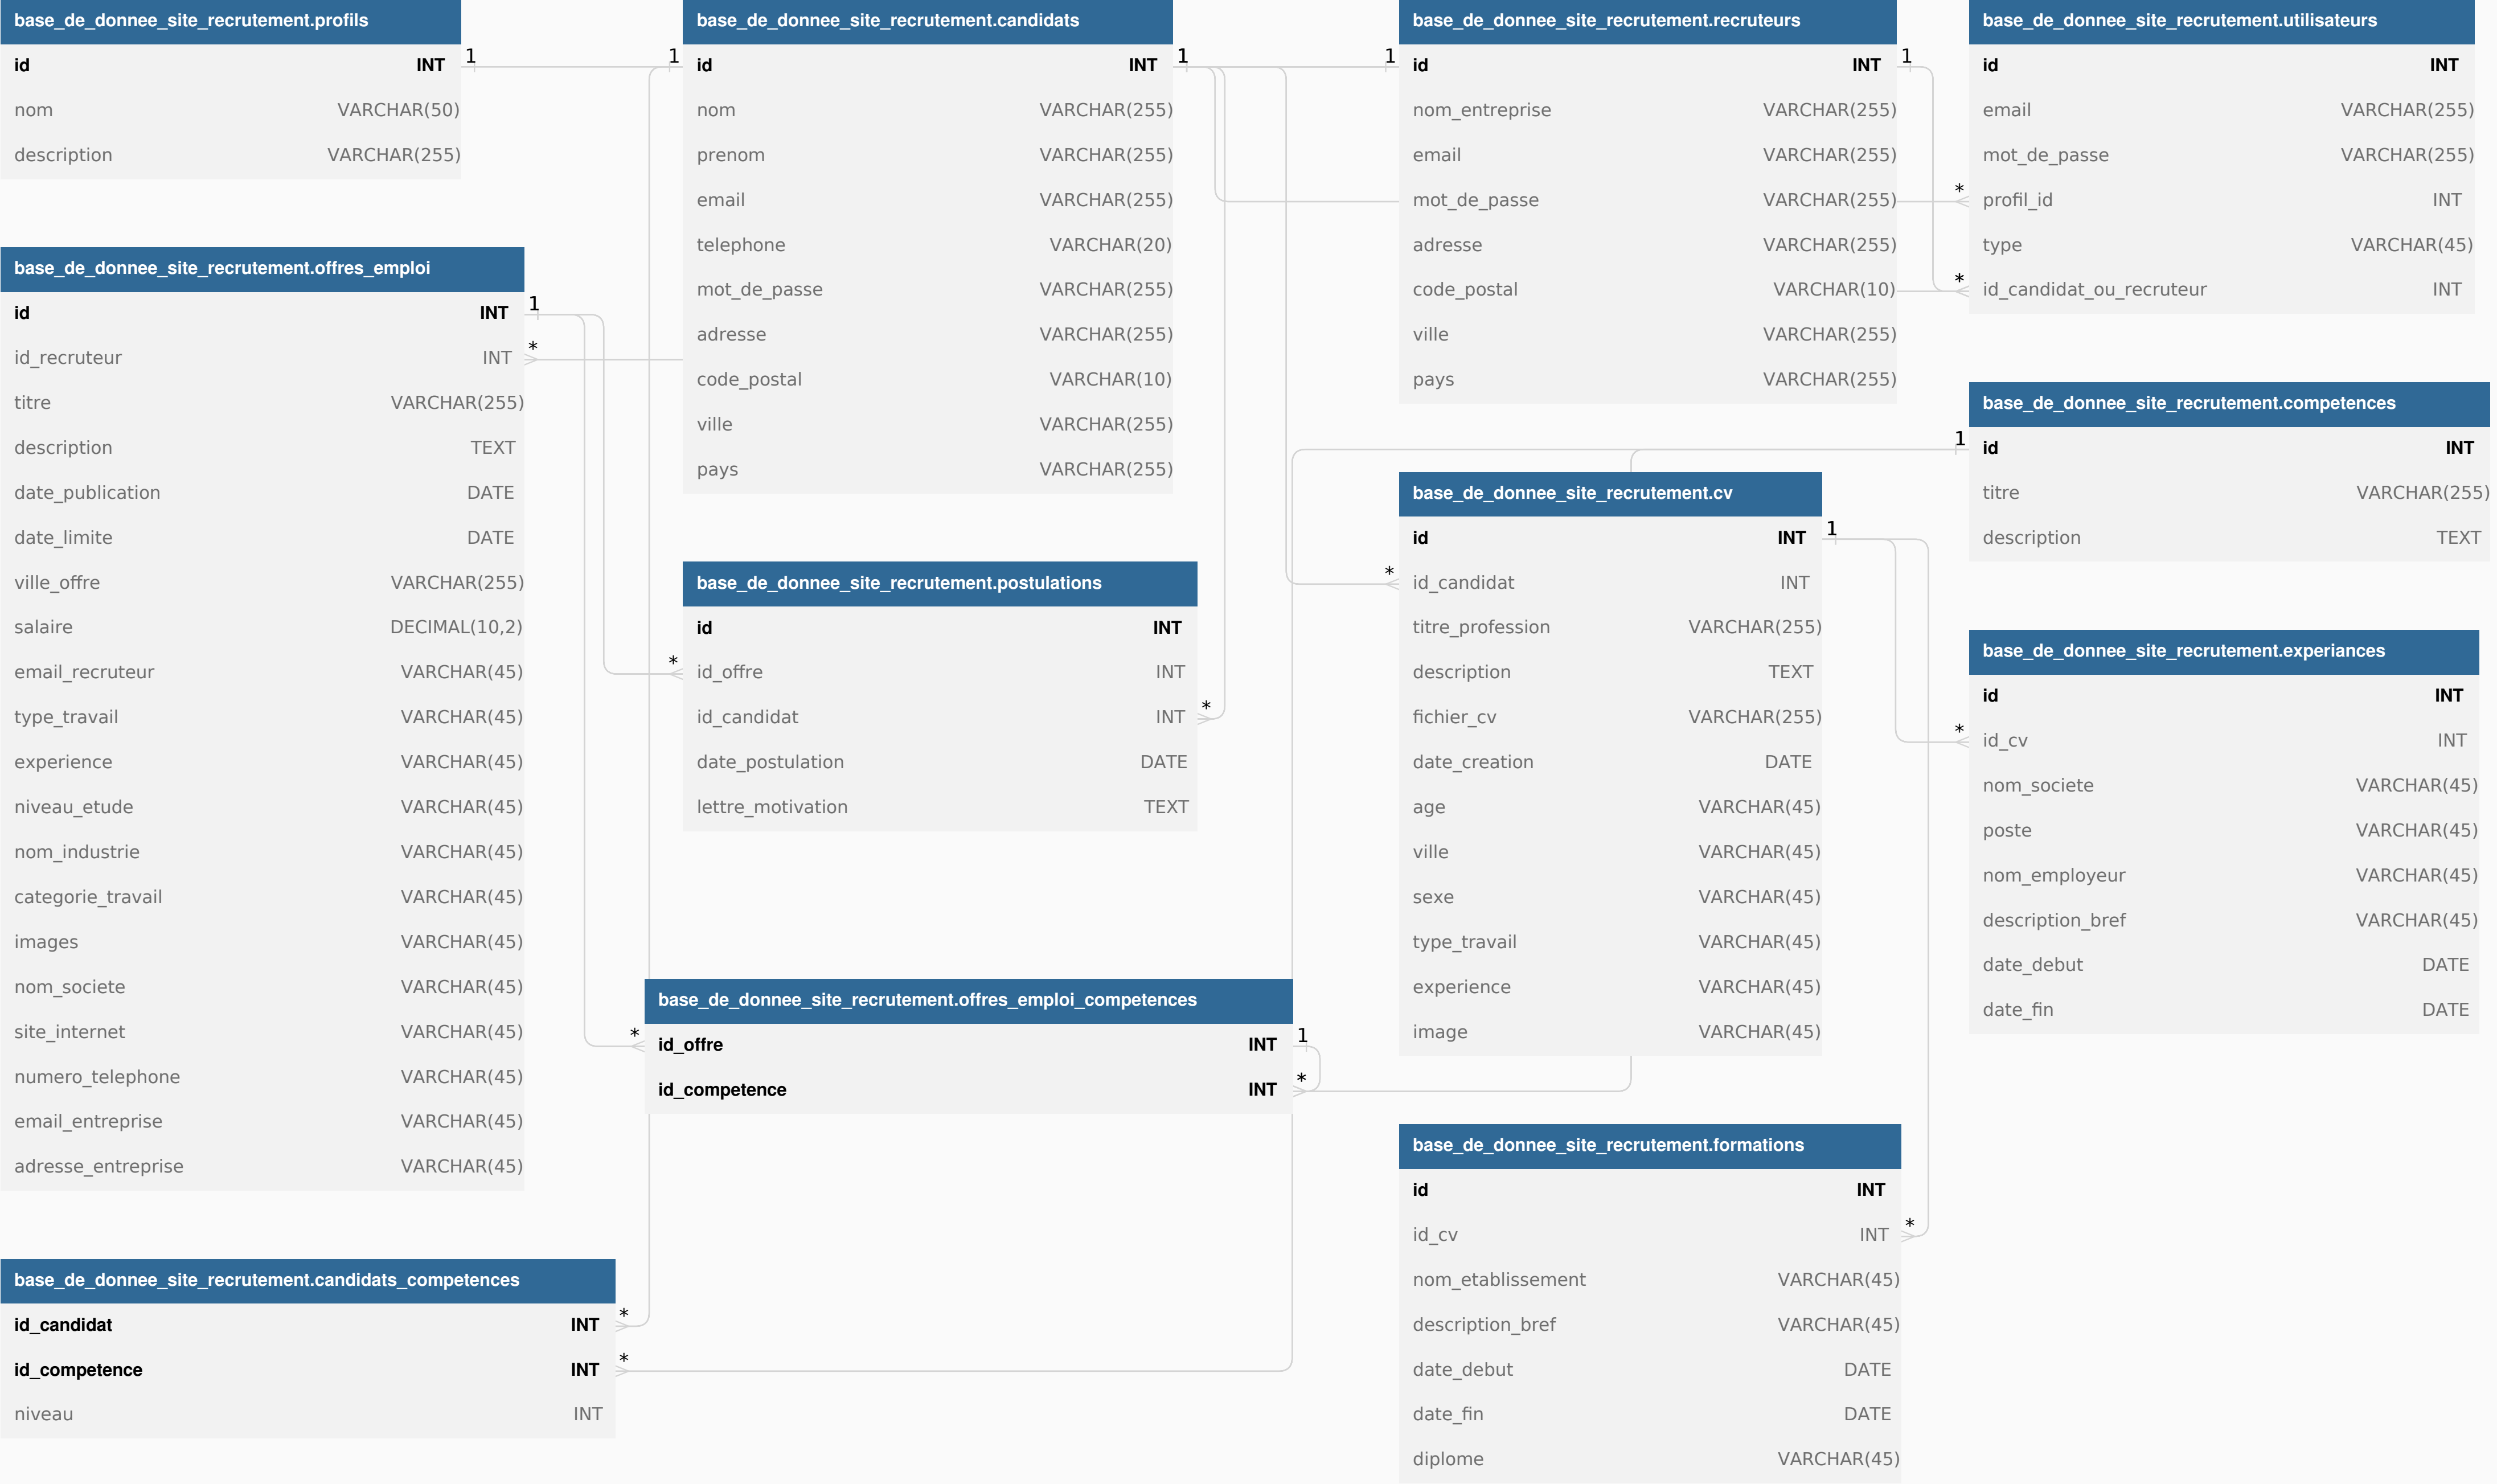 base_de_donnee_site_recrutement.profils
id INT
nom VARCHAR(50)
description VARCHAR(255)
1
base_de_donnee_site_recrutement.candidats
1
1
id INT
nom VARCHAR(255)
prenom VARCHAR(255)
email VARCHAR(255)
telephone VARCHAR(20)
mot_de_passe VARCHAR(255)
adresse VARCHAR(255)
code_postal VARCHAR(10)
ville VARCHAR(255)
pays VARCHAR(255)
base_de_donnee_site_recrutement.recruteurs
1
1
id INT
nom_entreprise VARCHAR(255)
email VARCHAR(255)
mot_de_passe VARCHAR(255)
adresse VARCHAR(255)
code_postal VARCHAR(10)
ville VARCHAR(255)
pays VARCHAR(255)
base_de_donnee_site_recrutement.utilisateurs
id INT
email VARCHAR(255)
mot_de_passe VARCHAR(255)
* profil_id INT
type VARCHAR(45)
* id_candidat_ou_recruteur INT
base_de_donnee_site_recrutement.offres_emploi
id INT 1
id_recruteur INT *
titre VARCHAR(255)
description TEXT
date_publication DATE
date_limite DATE
ville_offre VARCHAR(255)
salaire DECIMAL(10,2)
email_recruteur VARCHAR(45)
type_travail VARCHAR(45)
experience VARCHAR(45)
niveau_etude VARCHAR(45)
nom_industrie VARCHAR(45)
categorie_travail VARCHAR(45)
images VARCHAR(45)
nom_societe VARCHAR(45)
site_internet VARCHAR(45)
numero_telephone VARCHAR(45)
email_entreprise VARCHAR(45)
adresse_entreprise VARCHAR(45)
base_de_donnee_site_recrutement.postulations
id INT
* id_offre INT
id_candidat INT *
date_postulation DATE
lettre_motivation TEXT
base_de_donnee_site_recrutement.cv
id INT 1
* id_candidat INT
titre_profession VARCHAR(255)
description TEXT
fichier_cv VARCHAR(255)
date_creation DATE
age VARCHAR(45)
ville VARCHAR(45)
sexe VARCHAR(45)
type_travail VARCHAR(45)
experience VARCHAR(45)
image VARCHAR(45)
base_de_donnee_site_recrutement.competences
1 id INT
titre VARCHAR(255)
description TEXT
base_de_donnee_site_recrutement.experiances
id INT
* id_cv INT
nom_societe VARCHAR(45)
poste VARCHAR(45)
nom_employeur VARCHAR(45)
description_bref VARCHAR(45)
date_debut DATE
date_fin DATE
base_de_donnee_site_recrutement.offres_emploi_competences
* id_offre INT 1
id_competence INT *
base_de_donnee_site_recrutement.formations
id INT
id_cv INT *
nom_etablissement VARCHAR(45)
description_bref VARCHAR(45)
date_debut DATE
date_fin DATE
diplome VARCHAR(45)
base_de_donnee_site_recrutement.candidats_competences
id_candidat INT *
id_competence INT *
niveau INT